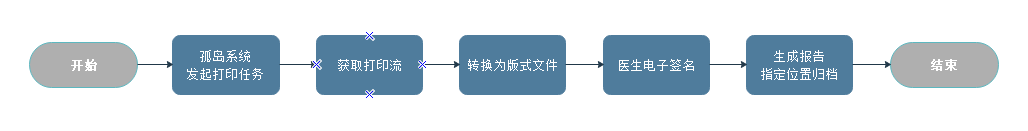 开始
孤岛系统
发起打印任务
获取打印流
转换为版式文件
医生电子签名
生成报告
指定位置归档
结束